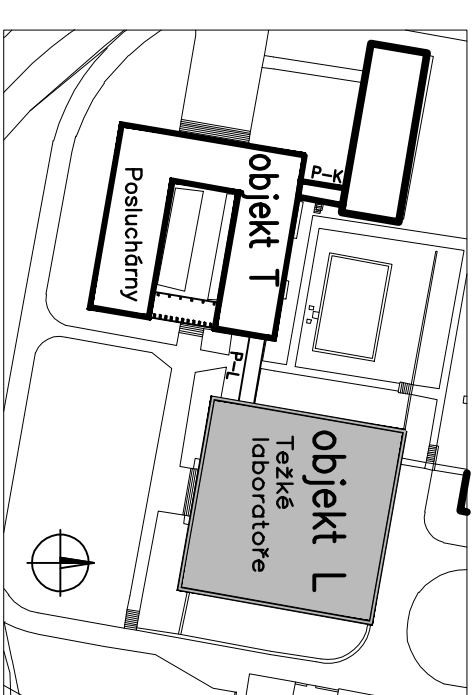 P-K
objekt T
Posluchárny
P-L
objekt L
Težké
laboratoře